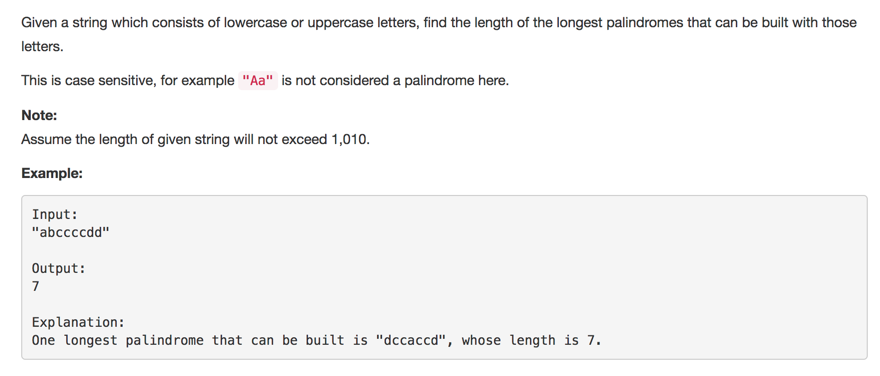 Given a string which consists of lowercase or uppercase letters, find the length of the longest palindromes that can be built with those
letters.
This is case sensitive, for example "Aa" is not considered a palindrome here.
Note:
Assume the length of given string will not exceed 1,010.
Example:
Input:
"abccccdd"
Output:
7
Explanation:
One longest palindrome that can be built is "dccaccd", whose length is 7.